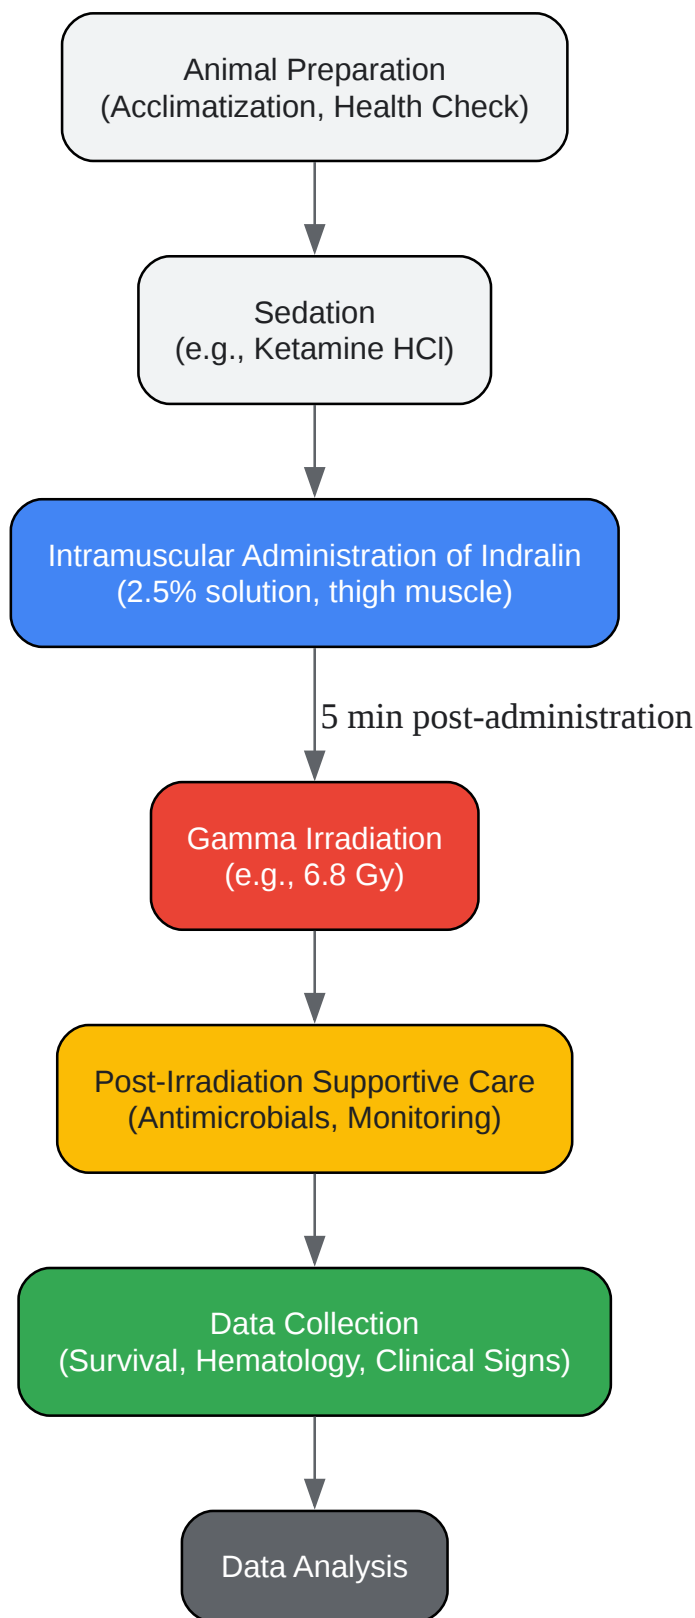 Animal Preparation
(Acclimatization, Health Check)
Sedation
(e.g., Ketamine HCl)
Intramuscular Administration of Indralin
(2.5% solution, thigh muscle)
5 min post-administration
Gamma Irradiation
(e.g., 6.8 Gy)
Post-Irradiation Supportive Care
(Antimicrobials, Monitoring)
Data Collection
(Survival, Hematology, Clinical Signs)
Data Analysis